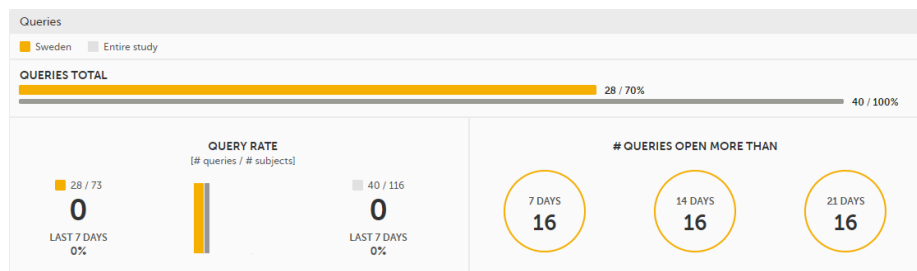 Queries
Sweden Entire study
QUERIES TOTAL
28 / 70%
40 / 100%
QUERY RATE
[# queries / # subjects]
28 / 73
0
LAST 7 DAYS
0%
40 / 116
0
LAST 7 DAYS
0%
# QUERIES OPEN MORE THAN
7 DAYS
16
14 DAYS
16
21 DAYS
16